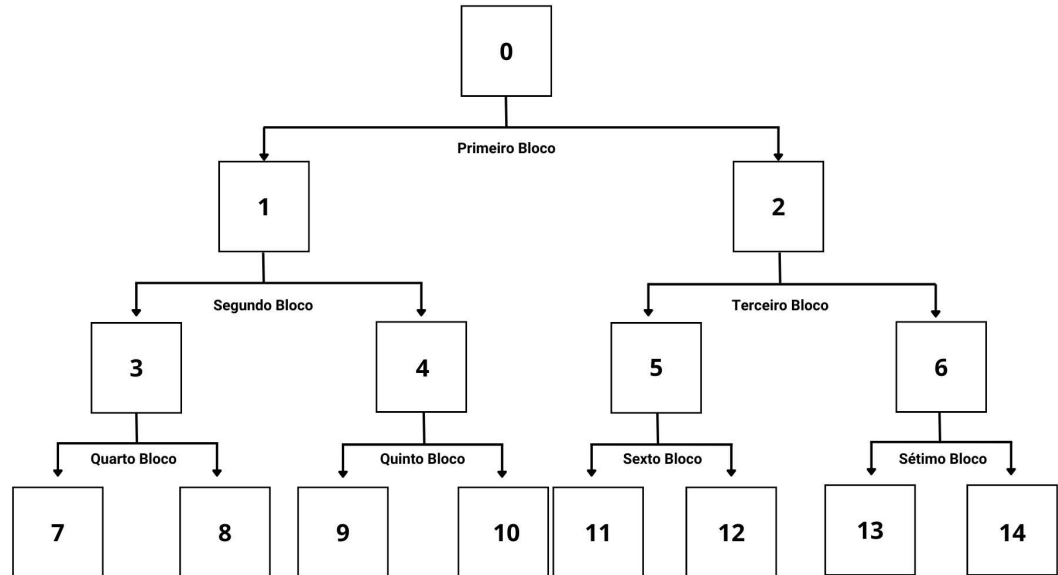 0
Primeiro Bloco
1
2
Segundo Bloco
Terceiro Bloco
3
4
5
6
Quarto Bloco
Quinto Bloco
Sexto Bloco
Sétimo Bloco
7
8
9
10
11
12
13
14